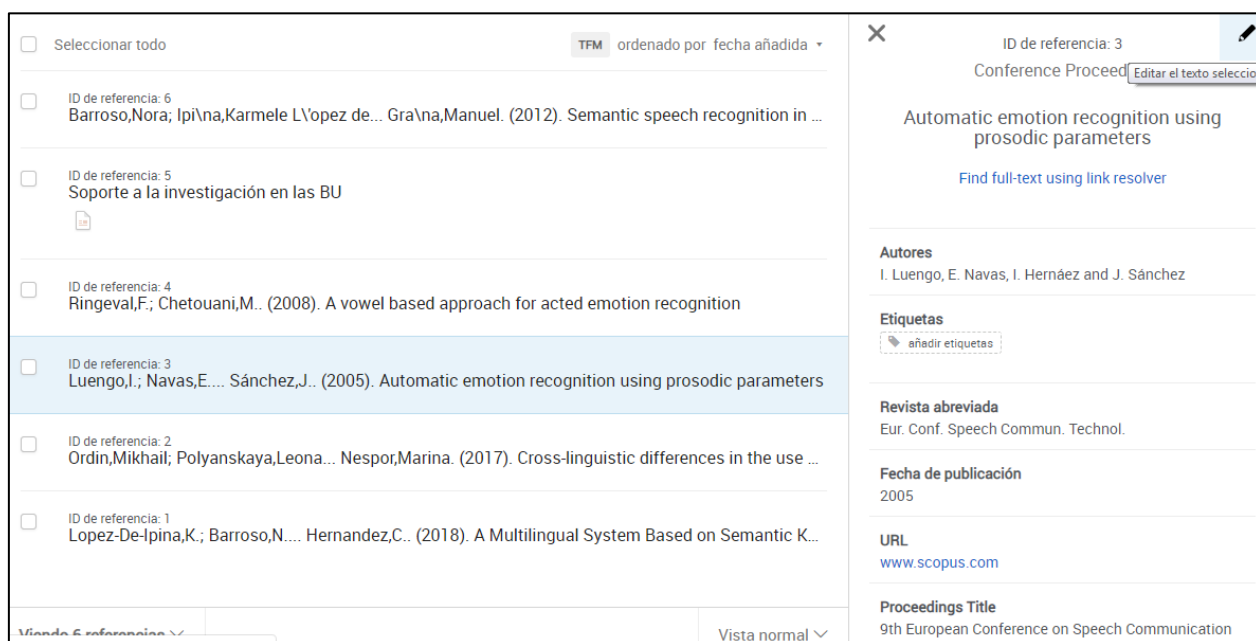 Seleccionar todo
TFM ordenado por fecha añadida
ID de referencia: 6
Barroso,Nora; Ipi\na,Karmele L\'opez de... Gra\na,Manuel. (2012). Semantic speech recognition in ...
ID de referencia: 5
Soporte a la investigación en las BU
ID de referencia: 4
Ringeval,F.; Chetouani,M.. (2008). A vowel based approach for acted emotion recognition
ID de referencia: 3
Luengo,I.; Navas,E.... Sánchez,J.. (2005). Automatic emotion recognition using prosodic parameters
ID de referencia: 2
Ordin,Mikhail; Polyanskaya,Leona... Nespor,Marina. (2017). Cross-linguistic differences in the use ...
ID de referencia: 1
Lopez-De-Ipina,K.; Barroso,N.... Hernandez,C.. (2018). A Multilingual System Based on Semantic K...
Viendo 6 referencias
Vista normal
ID de referencia: 3
Conference Proceed
Editar el texto seleccio
Automatic emotion recognition using
prosodic parameters
Find full-text using link resolver
Autores
I. Luengo, E. Navas, I. Hernáez and J. Sánchez
Etiquetas
añadir etiquetas
Revista abreviada
Eur. Conf. Speech Commun. Technol.
Fecha de publicación
2005
URL
www.scopus.com
Proceedings Title
9th European Conference on Speech Communication